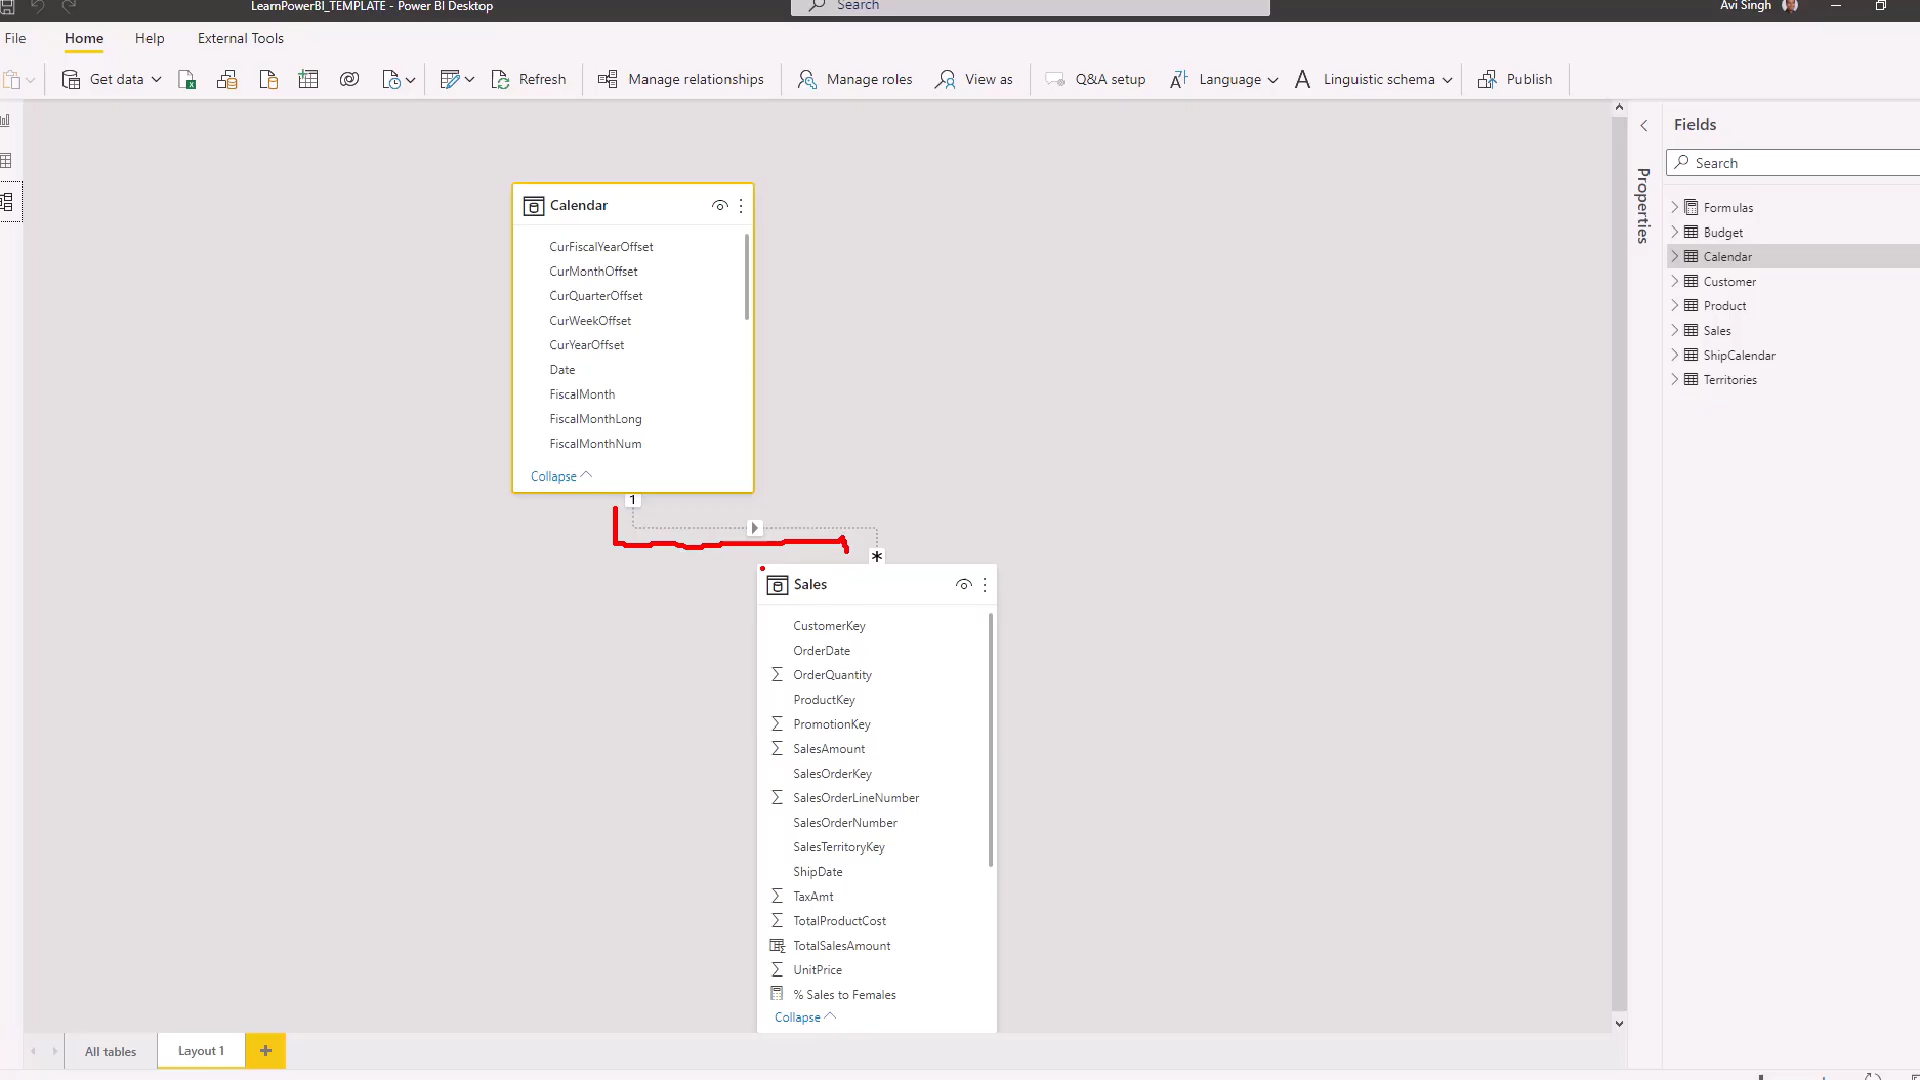 LearnPowerBI_TEMPLATE - Power BI Desktop
Search
Avi Singh
File
Home
Help
External Tools
Get data
Refresh
Manage relationships
Manage roles
View as
Q&A setup
Language
Linguistic schema
Publish
Calendar
CurFiscalYearOffset
CurMonthOffset
CurQuarterOffset
CurWeekOffset
CurYearOffset
Date
FiscalMonth
FiscalMonthLong
FiscalMonthNum
Collapse
1
*
Sales
CustomerKey
OrderDate
OrderQuantity
ProductKey
PromotionKey
SalesAmount
SalesOrderKey
SalesOrderLineNumber
SalesOrderNumber
SalesTerritoryKey
ShipDate
TaxAmt
TotalProductCost
TotalSalesAmount
UnitPrice
% Sales to Females
Collapse
Properties
Fields
Search
Formulas
Budget
Calendar
Customer
Product
Sales
ShipCalendar
Territories
All tables
Layout 1